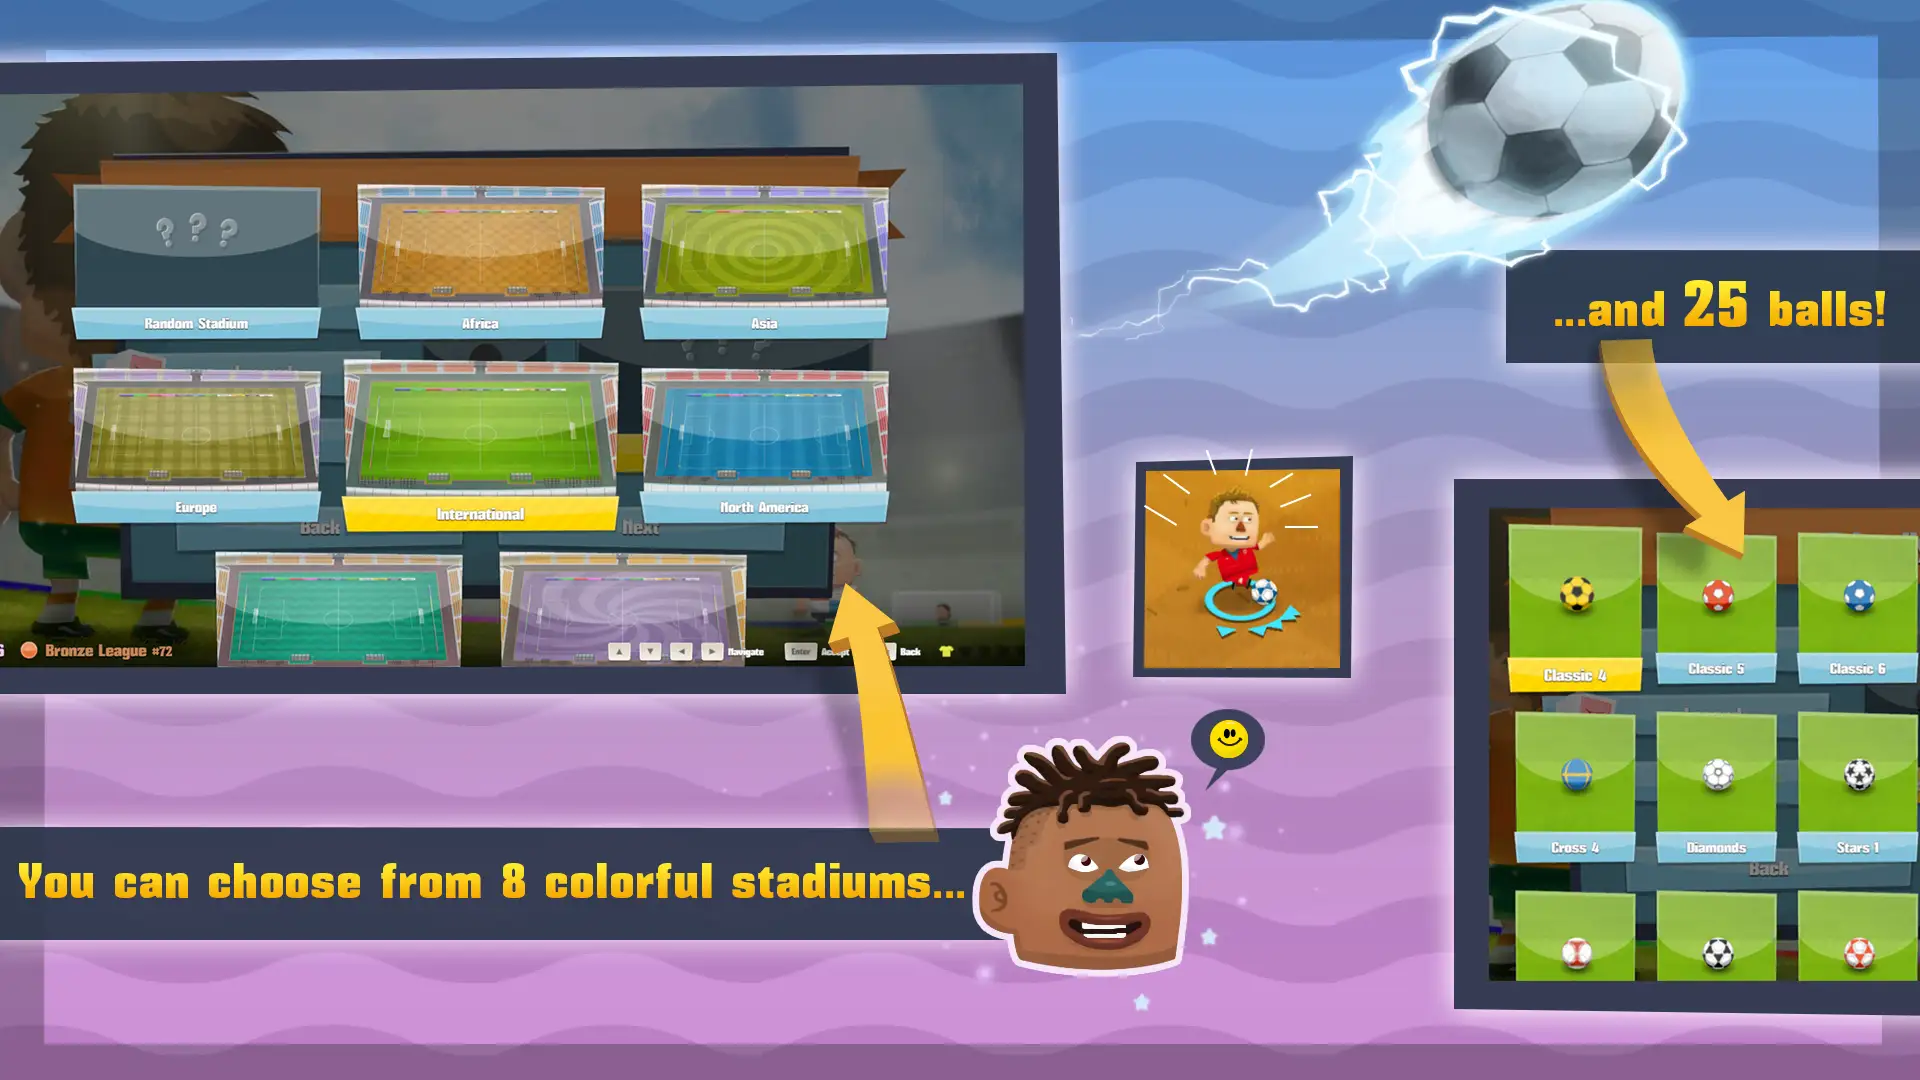 ...and 25 balls!
? ? ?
Random Stadium
Africa
Asia
Europe
International
North America
Back
Next
Bronze League #72
Navigate
Enter
Back
Classic 4
Classic 5
Classic 6
Cross 4
Diamonds
Stars 1
Back
You can choose from 8 colorful stadiums...